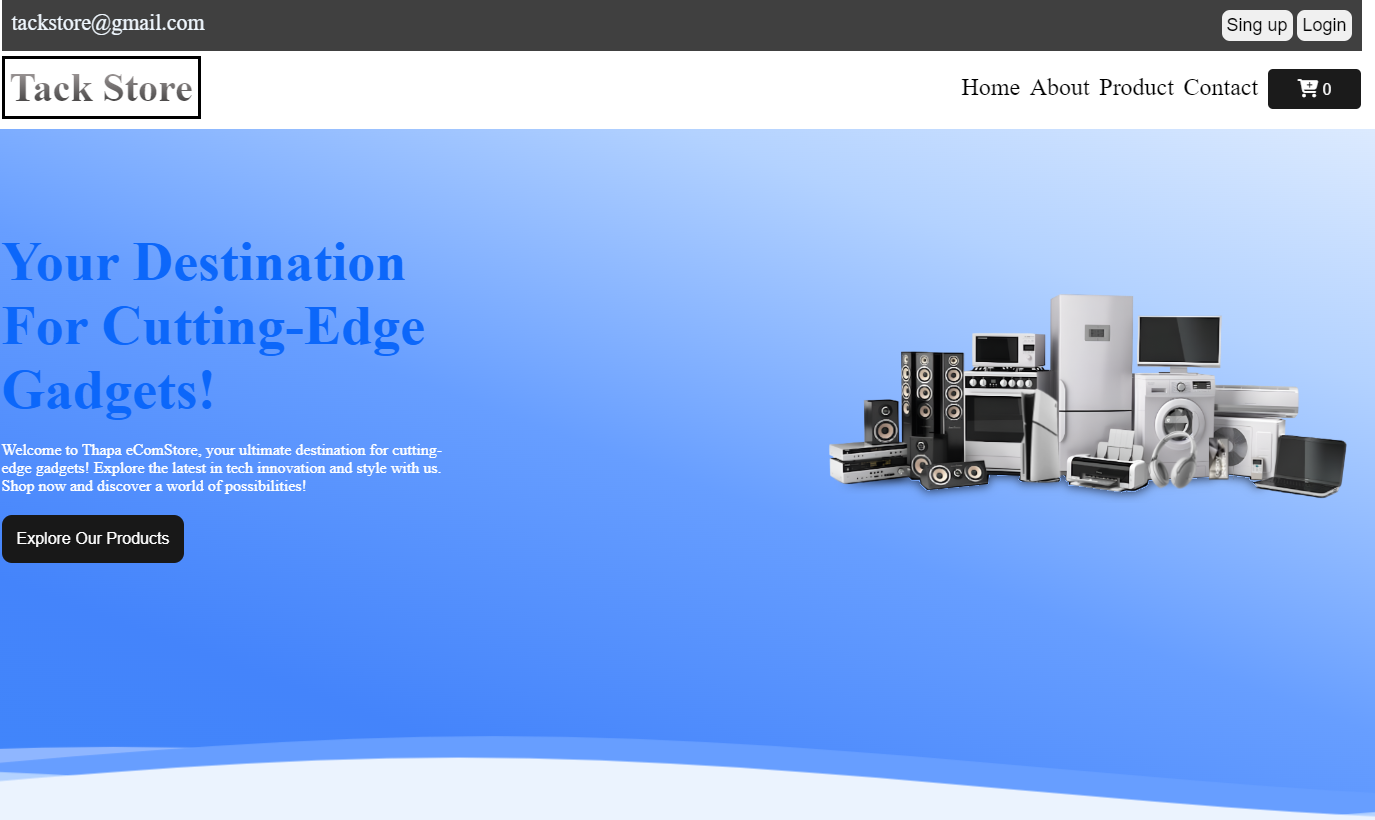 tackstore@gmail.com
Sing up Login
Tack Store
Home About Product Contact 0
Your Destination
For Cutting-Edge
Gadgets!
Welcome to Thapa eComStore, your ultimate destination for cutting-
edge gadgets! Explore the latest in tech innovation and style with us.
Shop now and discover a world of possibilities!
Explore Our Products